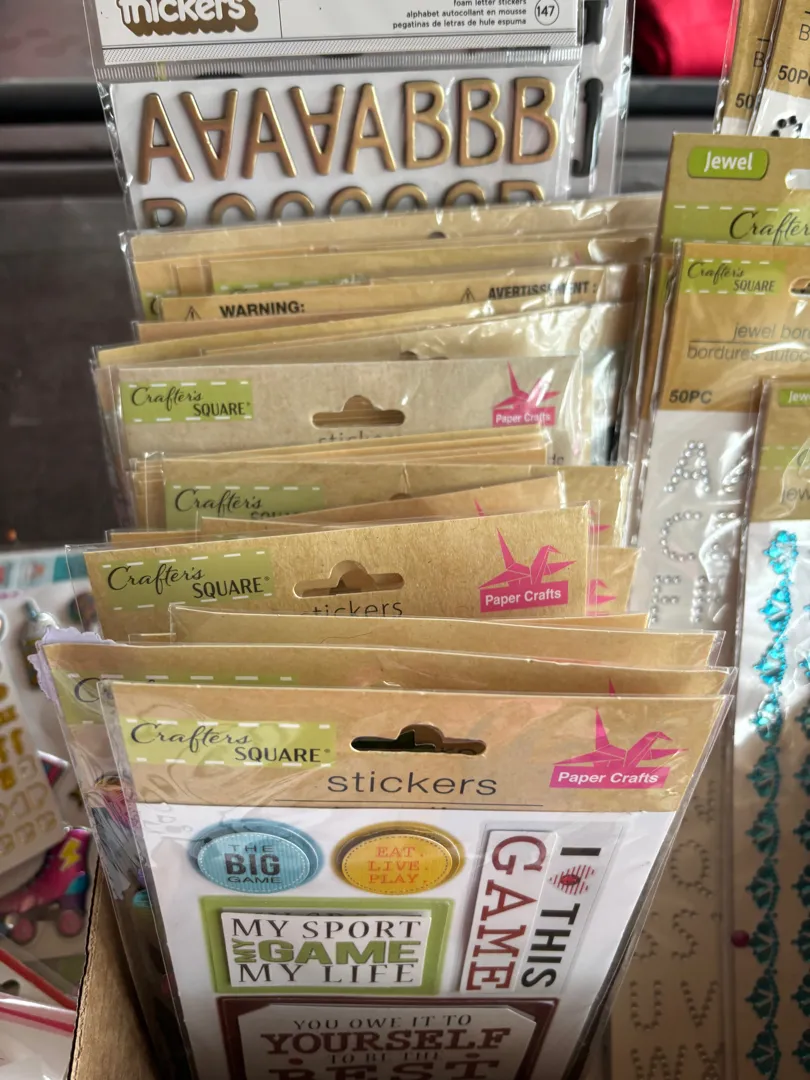 thickers
foam letter stickers
alphabet autocollant en mousse
pegatinas de letras de hule espuma
147
AAAAABBBB
50PC
Jewel
Crafter's
WARNING:
AVERTISSEMENT :
Crafter's
SQUARE
jewel bor
bordures autoc
50PC
Crafter's
SQUARE®
Paper Crafts
Crafter's
Crafter's
SQUARE®
stickers
Paper Crafts
Crafter's
SQUARE®
stickers
Paper Crafts
THE
BIG
GAME
EAT
LIVE
PLAY
I THIS
GAME
MY SPORT
MY GAME
MY LIFE
YOU OWE IT TO
YOURSELF
TO BE THE
BEST